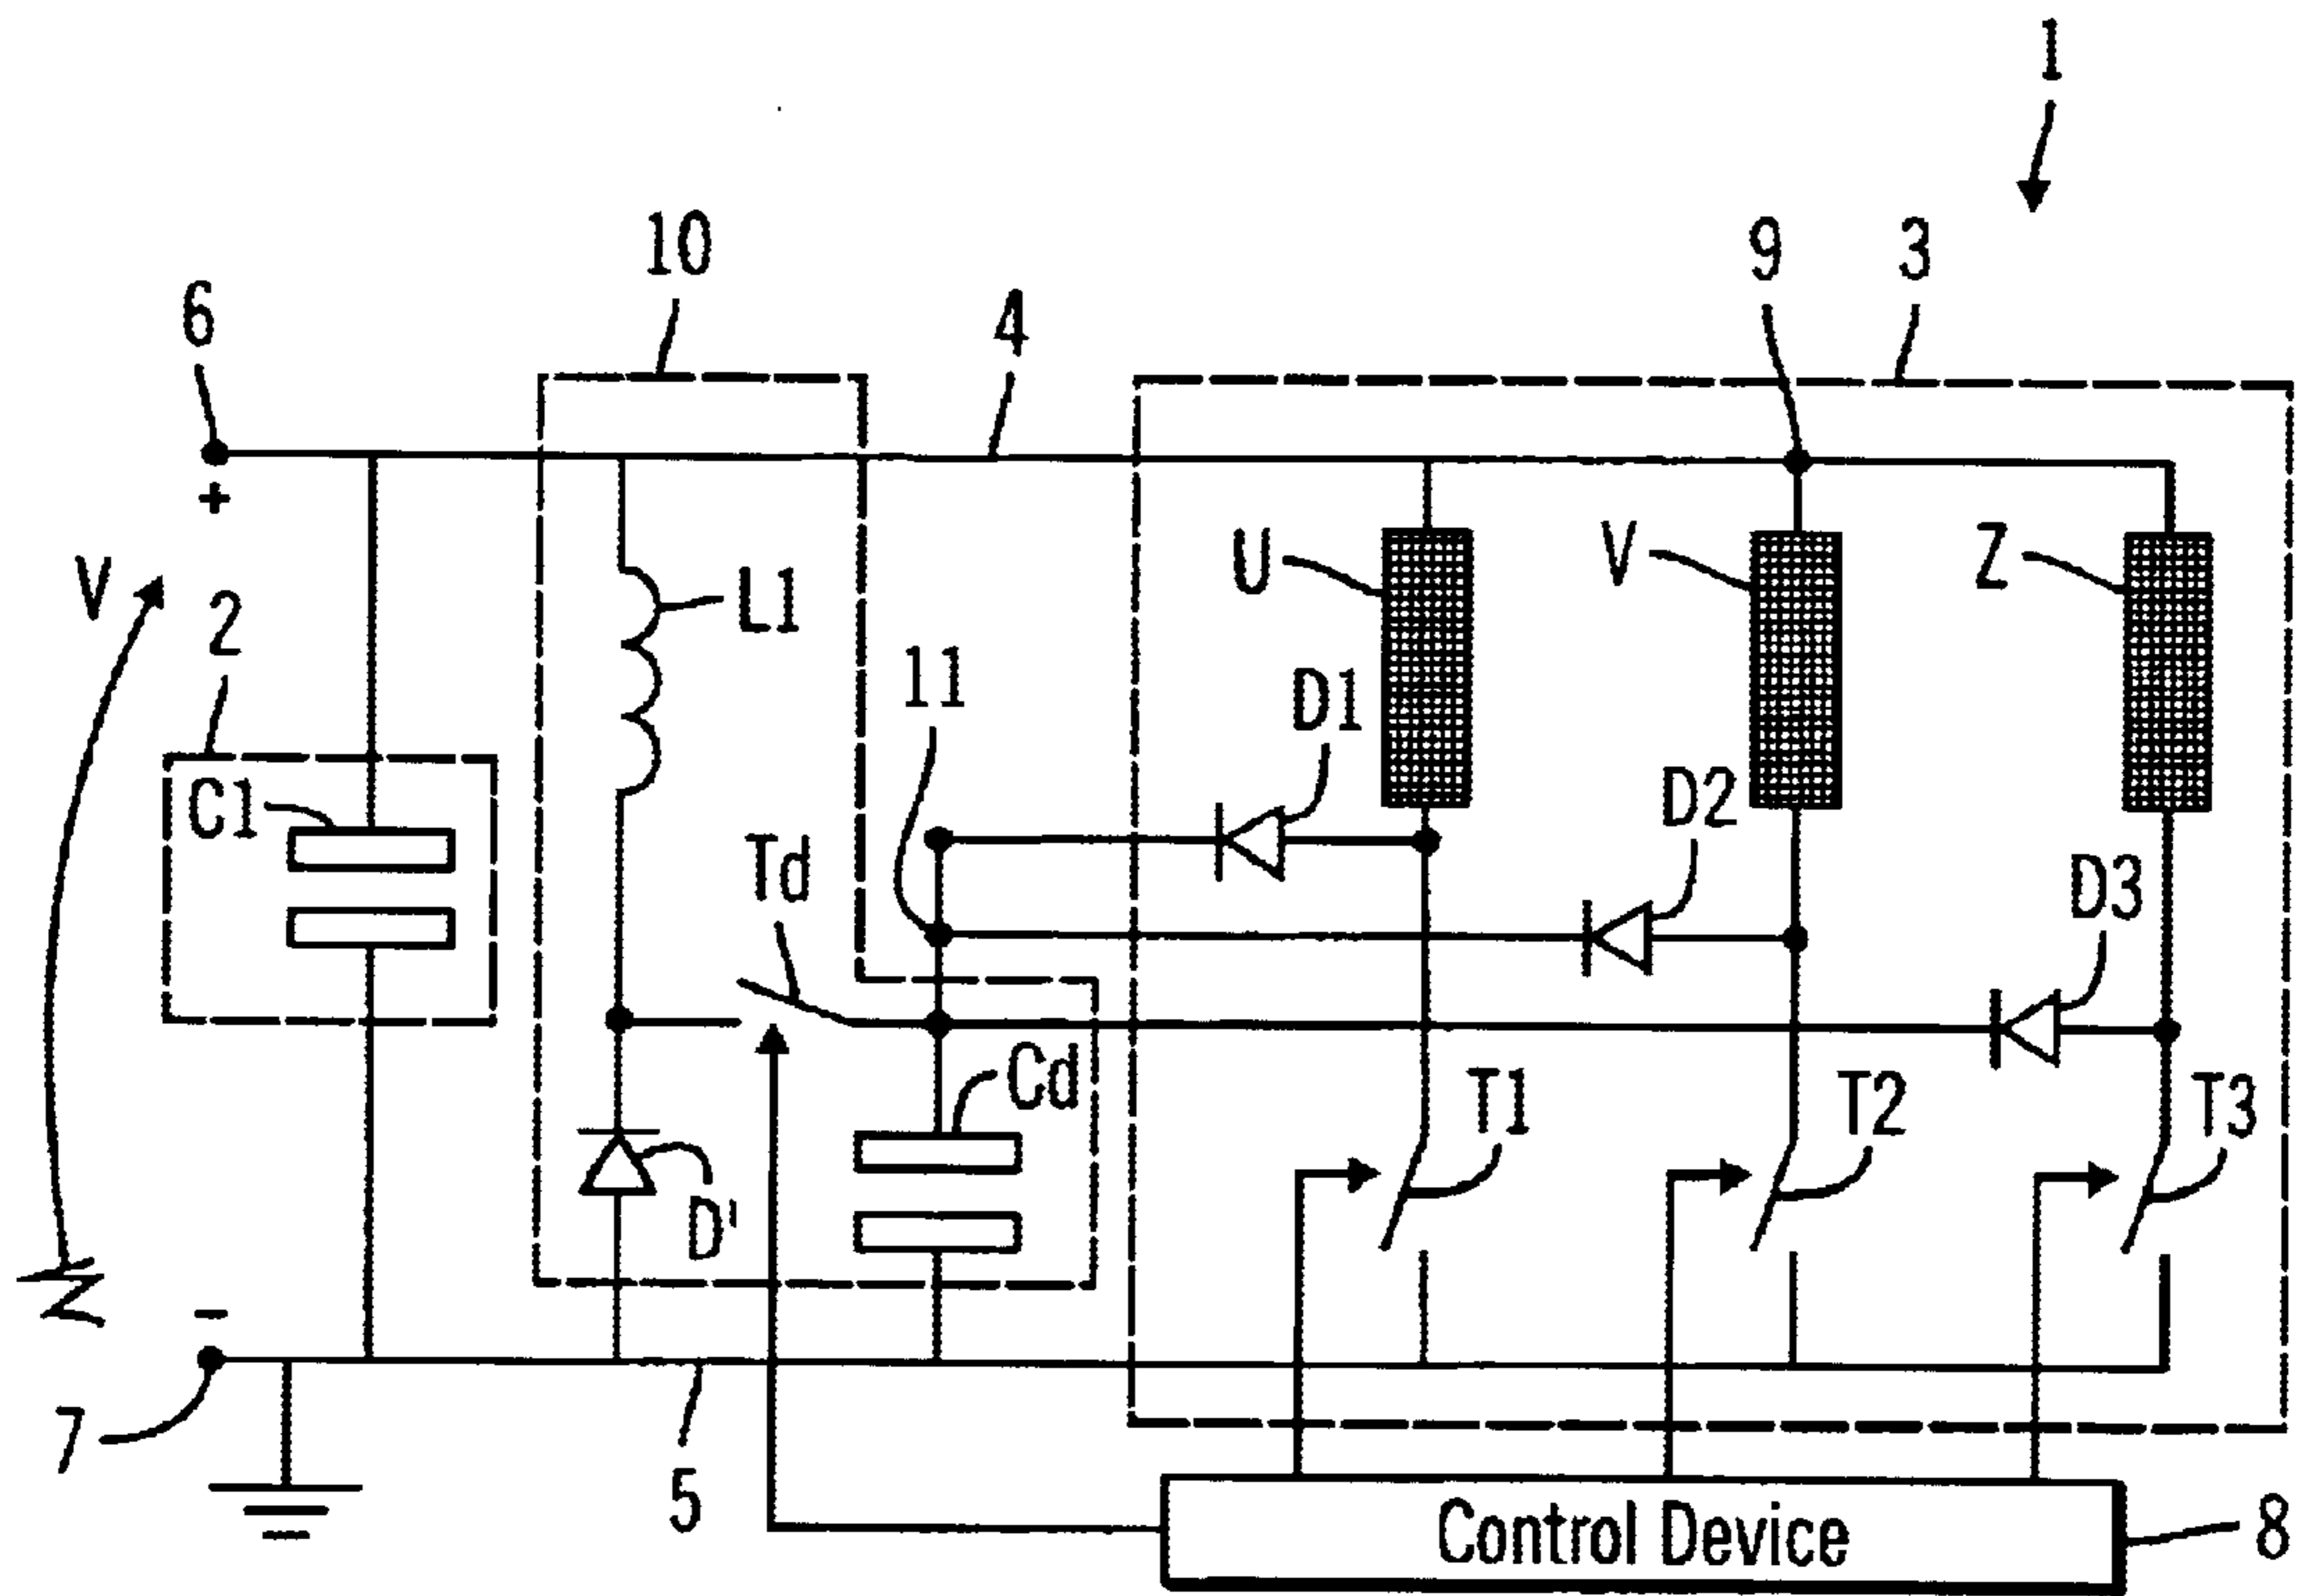 1
10
9
3
6
4
+
U
V
Z
V
2
L1
11
D1
C1
D2
Td
D3
Cd
T1
T2
T3
D'
-
7
5
Control Device
8